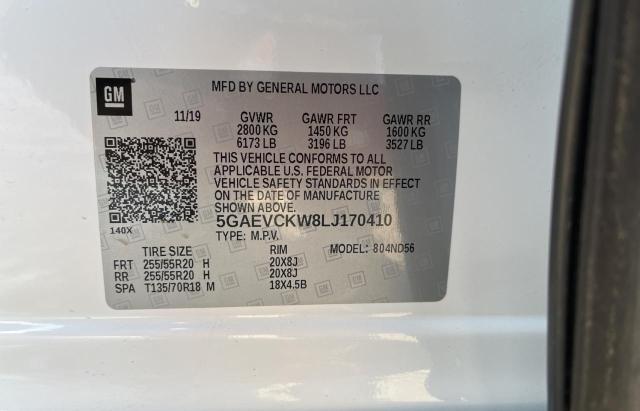 GM
MFD BY GENERAL MOTORS LLC
11/19 GVWR GAWR FRT GAWR RR
2800 KG 1450 KG 1600 KG
6173 LB 3196 LB 3527 LB
THIS VEHICLE CONFORMS TO ALL
APPLICABLE U.S. FEDERAL MOTOR
VEHICLE SAFETY STANDARDS IN EFFECT
ON THE DATE OF MANUFACTURE
SHOWN ABOVE.
5GAEVCKW8LJ170410
140X TYPE: M.P.V.
TIRE SIZE RIM MODEL: 804ND56
FRT 255/55R20 H 20X8J
RR 255/55R20 H 20X8J
SPA T135/70R18 M 18X4.5B